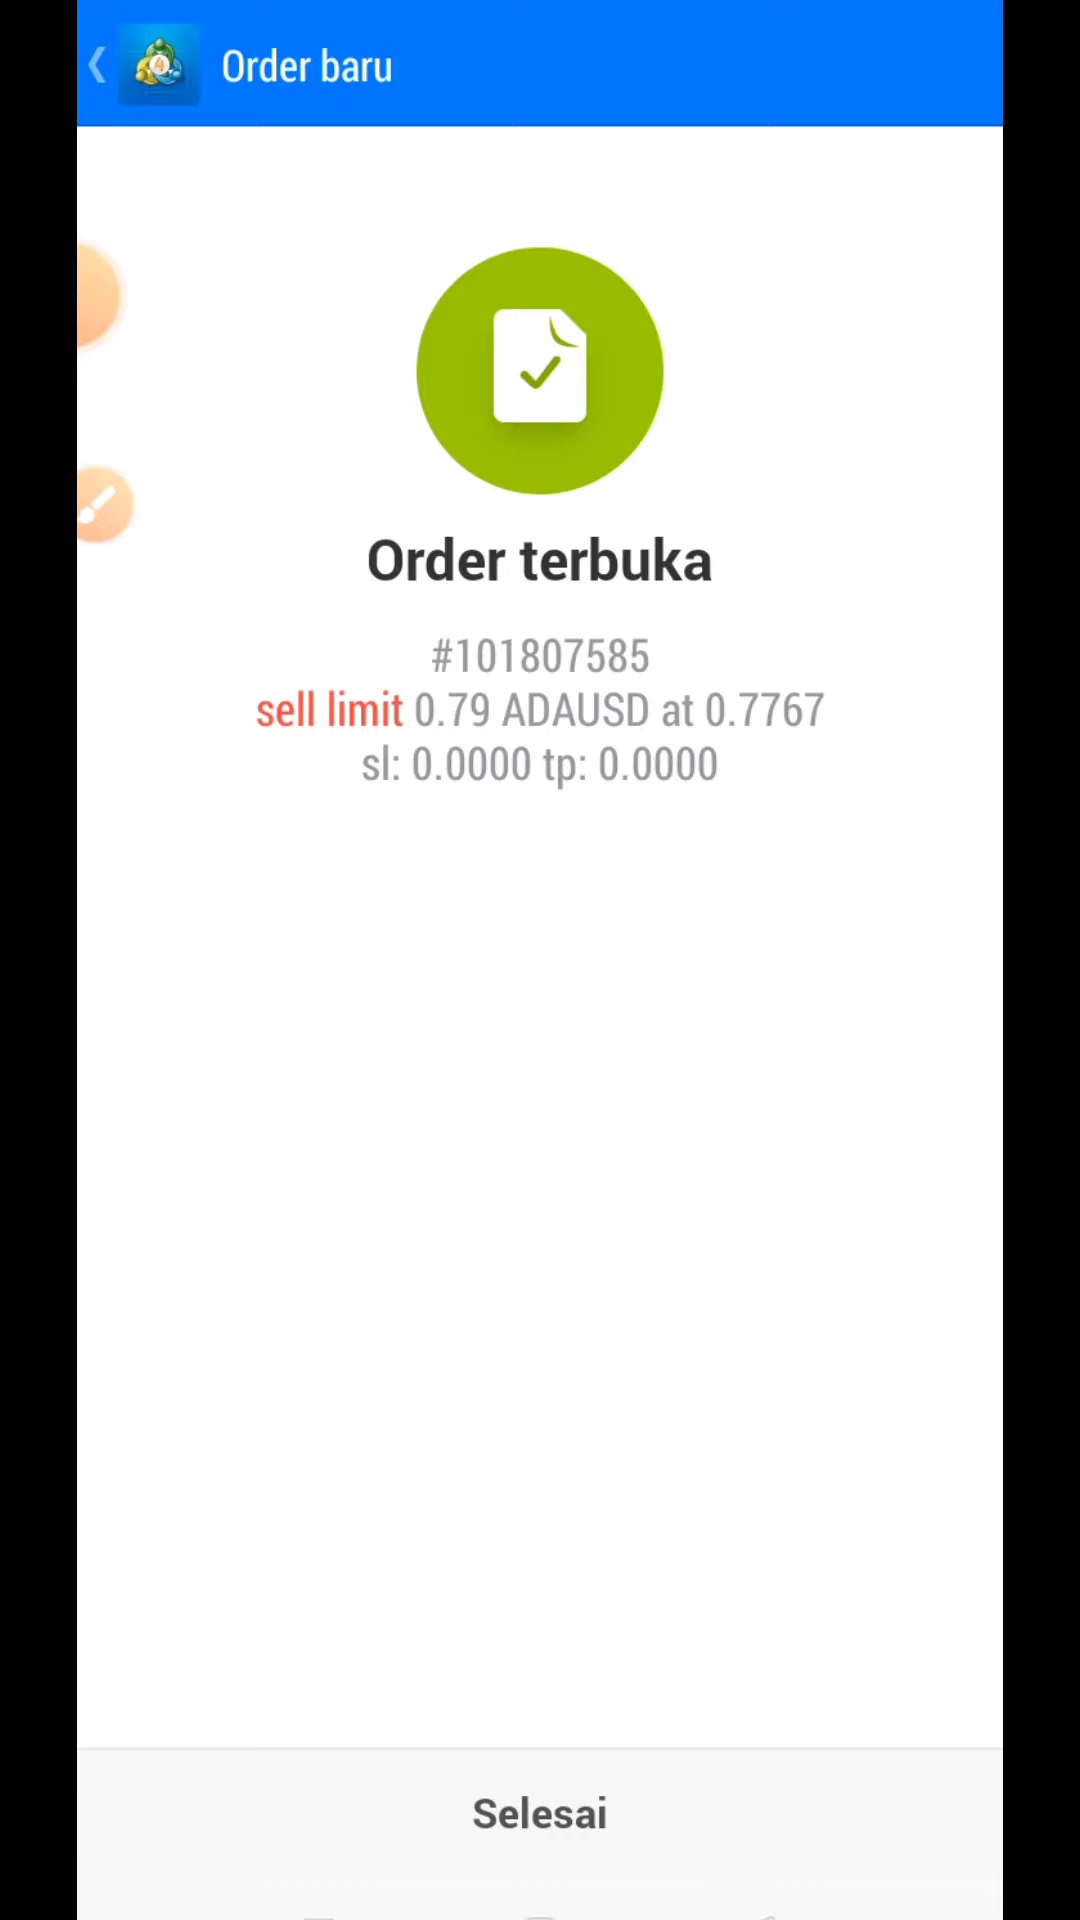 Order baru
Order terbuka
#101807585
sell limit 0.79 ADAUSD at 0.7767
sl: 0.0000 tp: 0.0000
Selesai